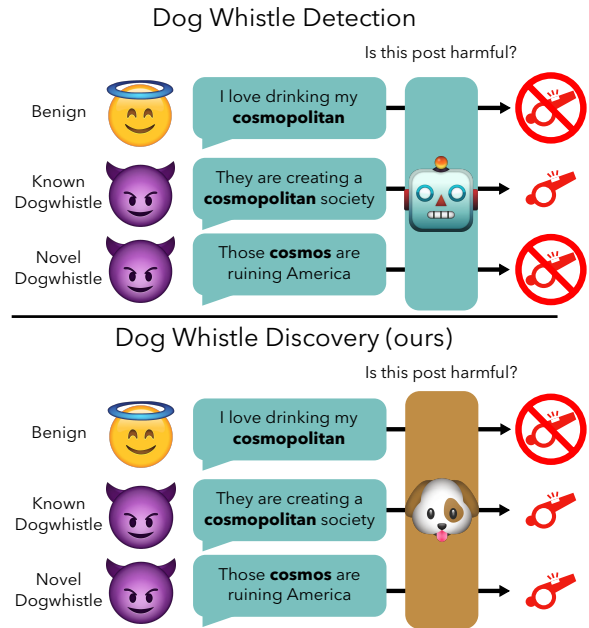 Dog Whistle Detection
Is this post harmful?
Benign
I love drinking my
cosmopolitan
Known
Dogwhistle
They are creating a
cosmopolitan society
Novel
Dogwhistle
Those cosmos are
ruining America
Dog Whistle Discovery (ours)
Is this post harmful?
Benign
I love drinking my
cosmopolitan
Known
Dogwhistle
They are creating a
cosmopolitan society
Novel
Dogwhistle
Those cosmos are
ruining America